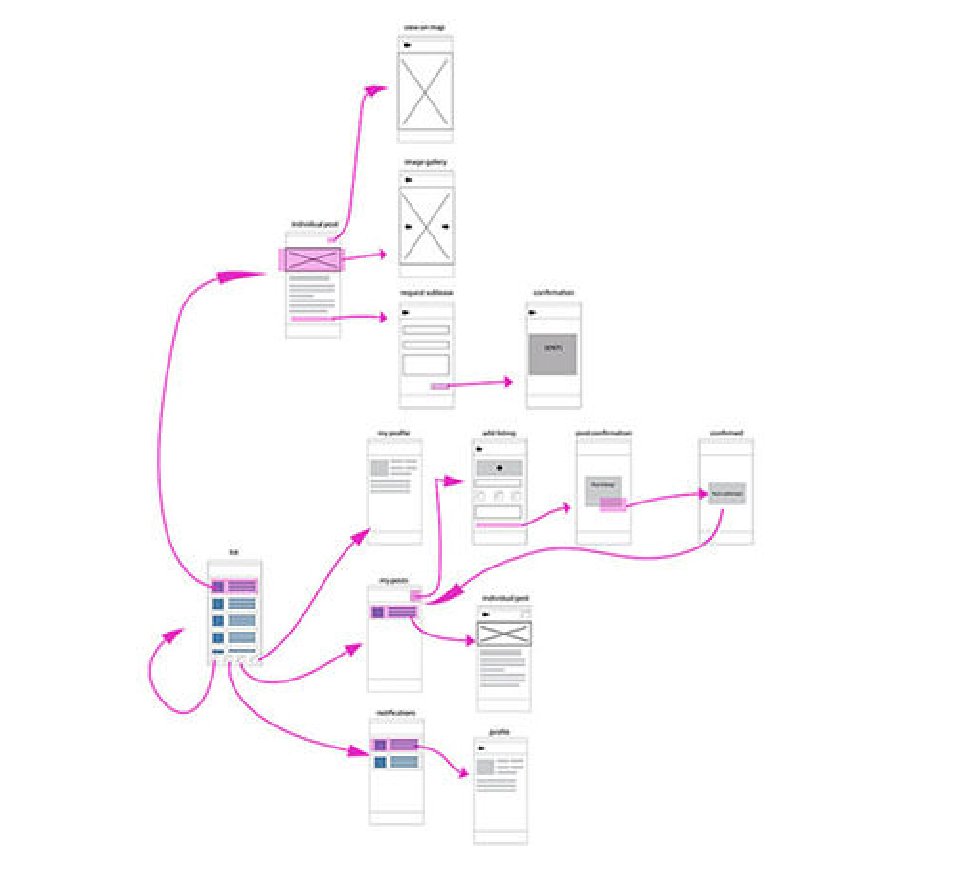 view on map
image gallery
individual post
request sublease
confirmation
SENT!
my profile
add listing
post confirmation
confirmed
list
my posts
individual post
notifications
profile